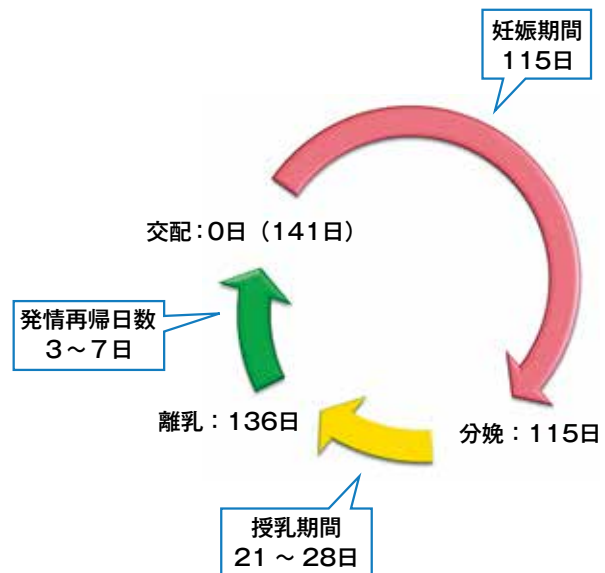 妊娠期間
115日
交配：0日（141日）
発情再帰日数
3～7日
離乳：136日
分娩：115日
授乳期間
21～28日